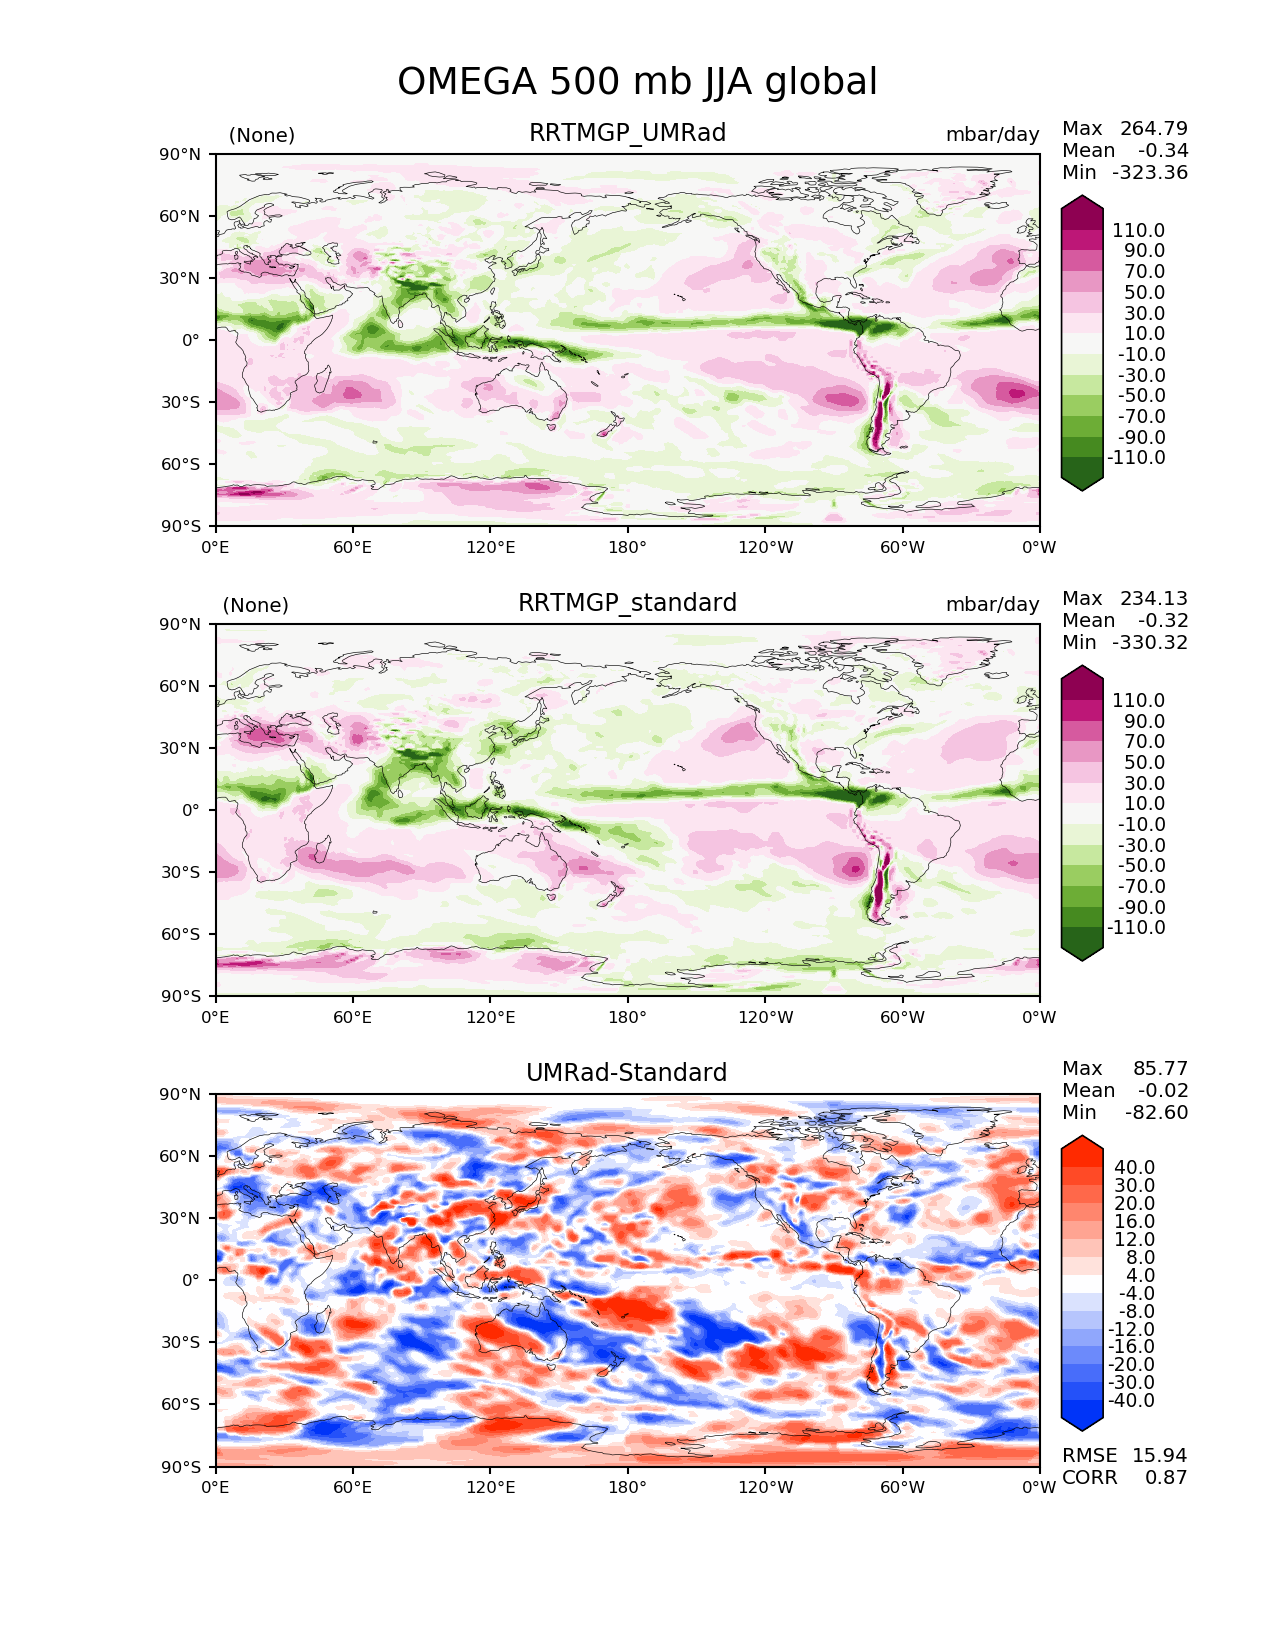 OMEGA 500 mb JJA global
(None) RRTMGP_UMRad mbar/day
Max 264.79
Mean -0.34
Min -323.36
90°N
60°N
30°N
0°
30°S
60°S
90°S
0°E 60°E 120°E 180° 120°W 60°W 0°W
110.0
90.0
70.0
50.0
30.0
10.0
-10.0
-30.0
-50.0
-70.0
-90.0
-110.0
(None) RRTMGP_standard mbar/day
Max 234.13
Mean -0.32
Min -330.32
90°N
60°N
30°N
0°
30°S
60°S
90°S
0°E 60°E 120°E 180° 120°W 60°W 0°W
110.0
90.0
70.0
50.0
30.0
10.0
-10.0
-30.0
-50.0
-70.0
-90.0
-110.0
UMRad-Standard
Max 85.77
Mean -0.02
Min -82.60
90°N
60°N
30°N
0°
30°S
60°S
90°S
0°E 60°E 120°E 180° 120°W 60°W 0°W
40.0
30.0
20.0
16.0
12.0
8.0
4.0
-4.0
-8.0
-12.0
-16.0
-20.0
-30.0
-40.0
RMSE 15.94
CORR 0.87